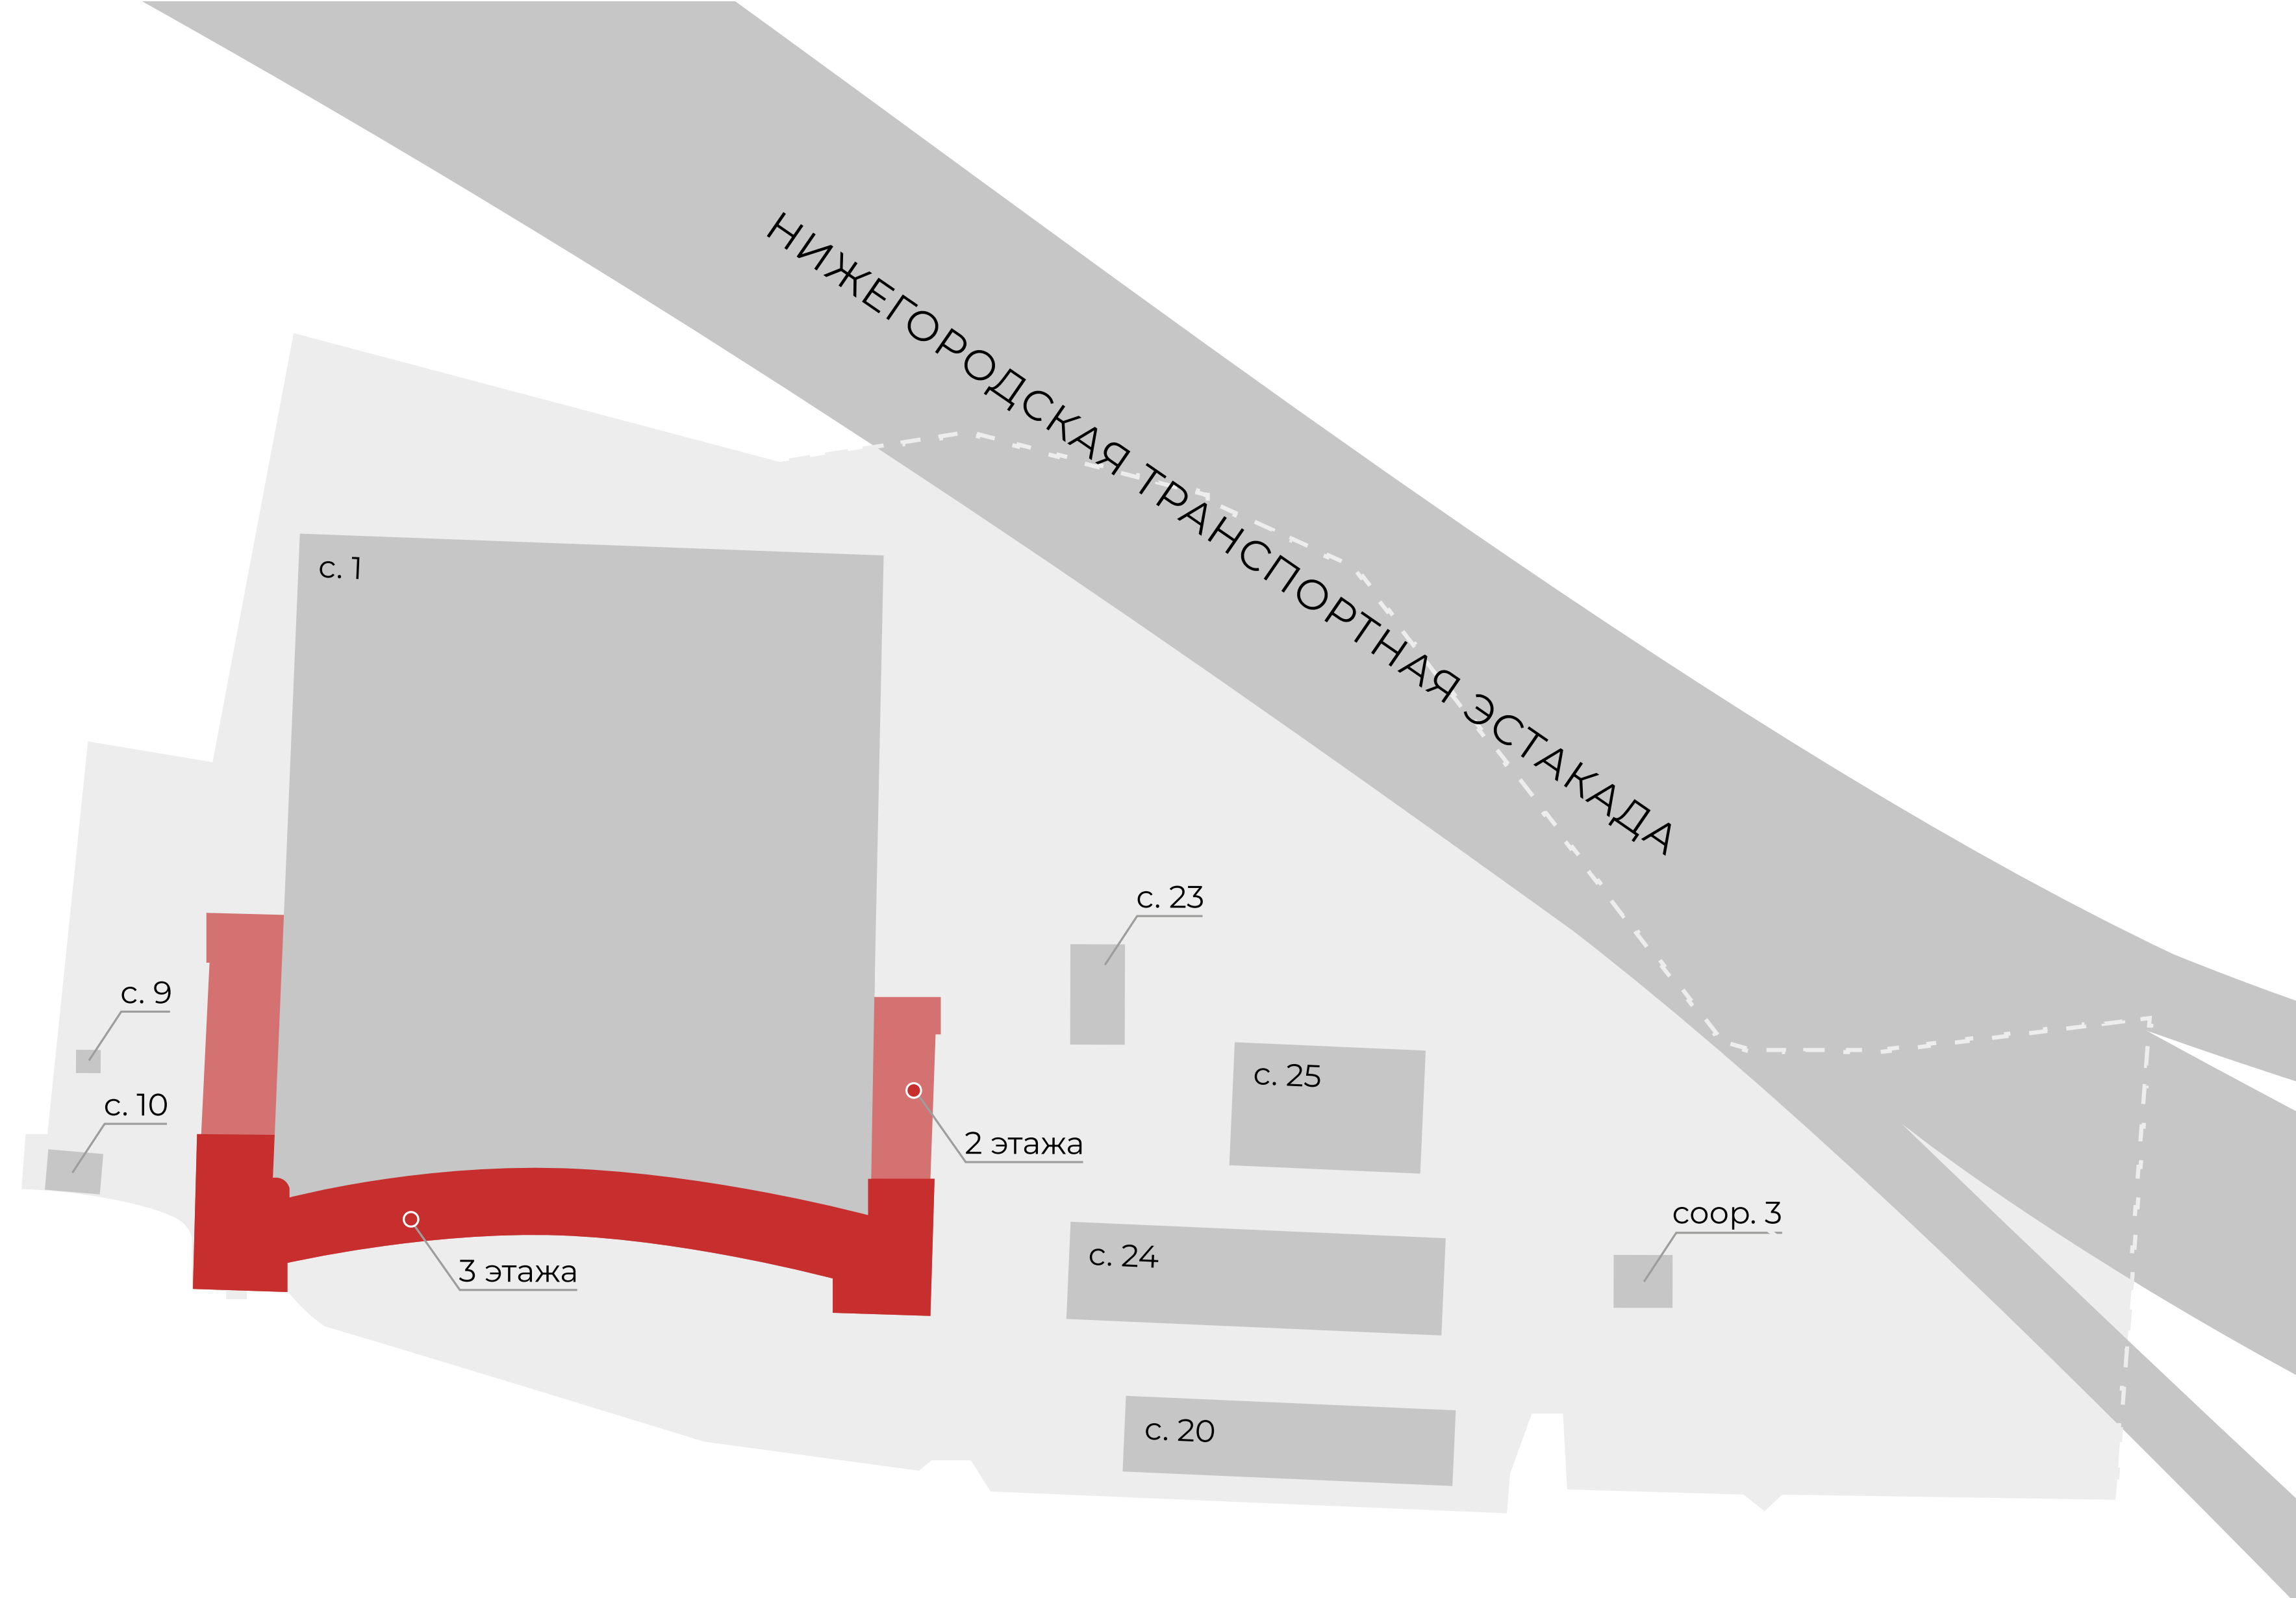 НИЖЕГОРОДСКАЯ ТРАНСПОРТНАЯ ЭСТАКАДА
с. 1
с. 23
с. 9
с. 25
с. 10
2 этажа
соор. 3
с. 24
3 этажа
с. 20